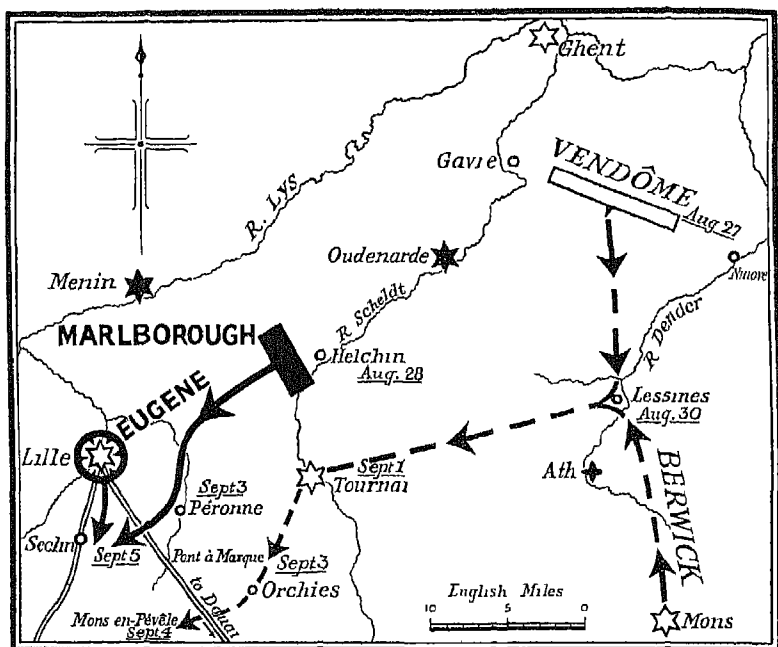 Ghent
Gavre
VENDÔME
Aug 27
R. Lys
Oudenarde
Ninove
Menin
R Scheldt
R Dender
MARLBOROUGH
Helchin
Aug. 28
EUGENE
Lessines
Aug. 30
Lille
Sept 1
Tournai
Ath
BERWICK
Sept 3
Péronne
Seclin
Sept 5
Pont à Marque
Sept 3
to Douai
Orchies
English Miles
10 5 0
Mons en-Pévêle
Sept 4
Mons